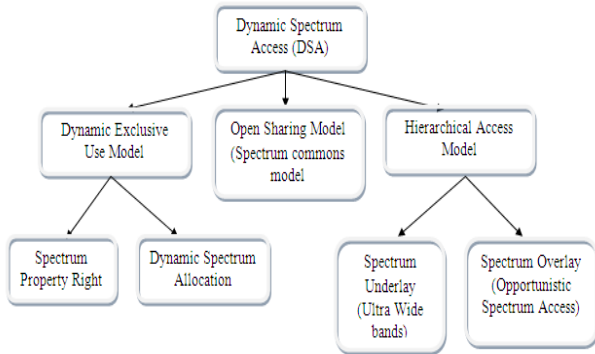 Dynamic Spectrum
Access (DSA)
Dynamic Exclusive
Use Model
Open Sharing Model
(Spectrum commons
model
Hierarchical Access
Model
Spectrum
Property Right
Dynamic Spectrum
Allocation
Spectrum
Underlay
(Ultra Wide
bands)
Spectrum Overlay
(Opportunistic
Spectrum Access)